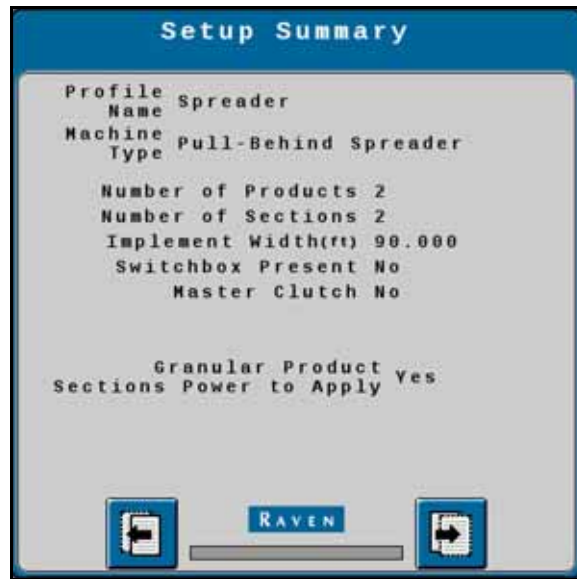 Setup Summary
Profile
Name Spreader
Machine
Type Pull-Behind Spreader
Number of Products 2
Number of Sections 2
Implement Width(ft) 90.000
Switchbox Present No
Master Clutch No
Granular Product
Sections Power to Apply Yes
RAVEN